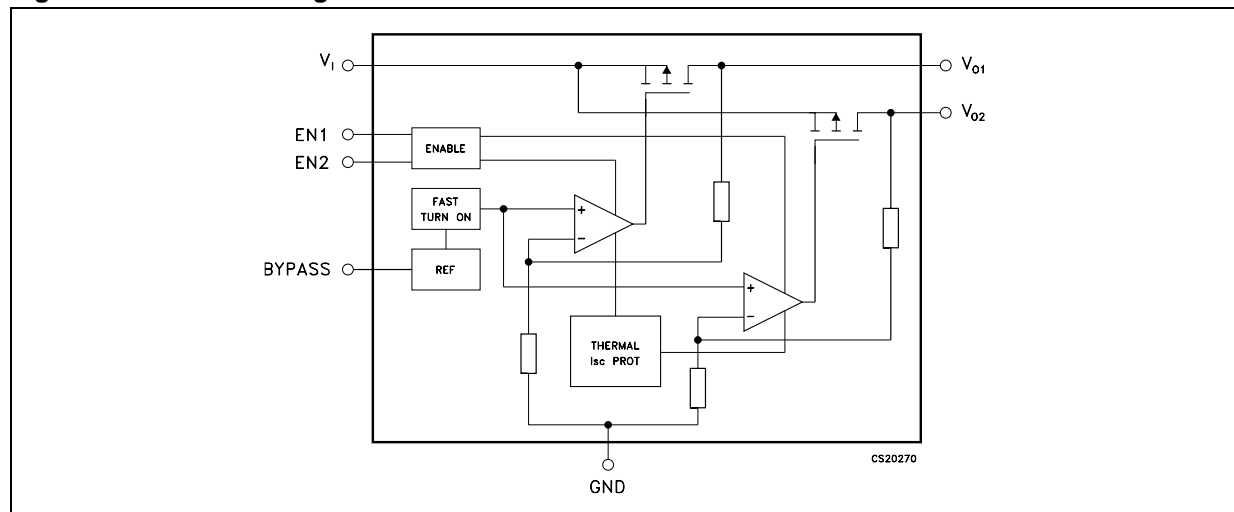 V_I
V_O1
V_O2
EN1
EN2
ENABLE
FAST
TURN ON
BYPASS
REF
+
−
+
−
THERMAL
Isc PROT
CS20270
GND